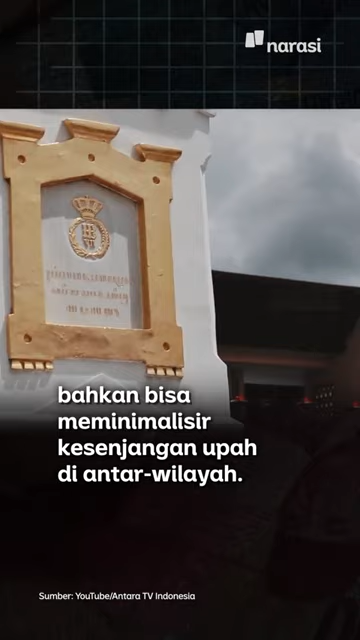 narasi
bahkan bisa
meminimalisir
kesenjangan upah
di antar-wilayah.
Sumber: YouTube/Antara TV Indonesia